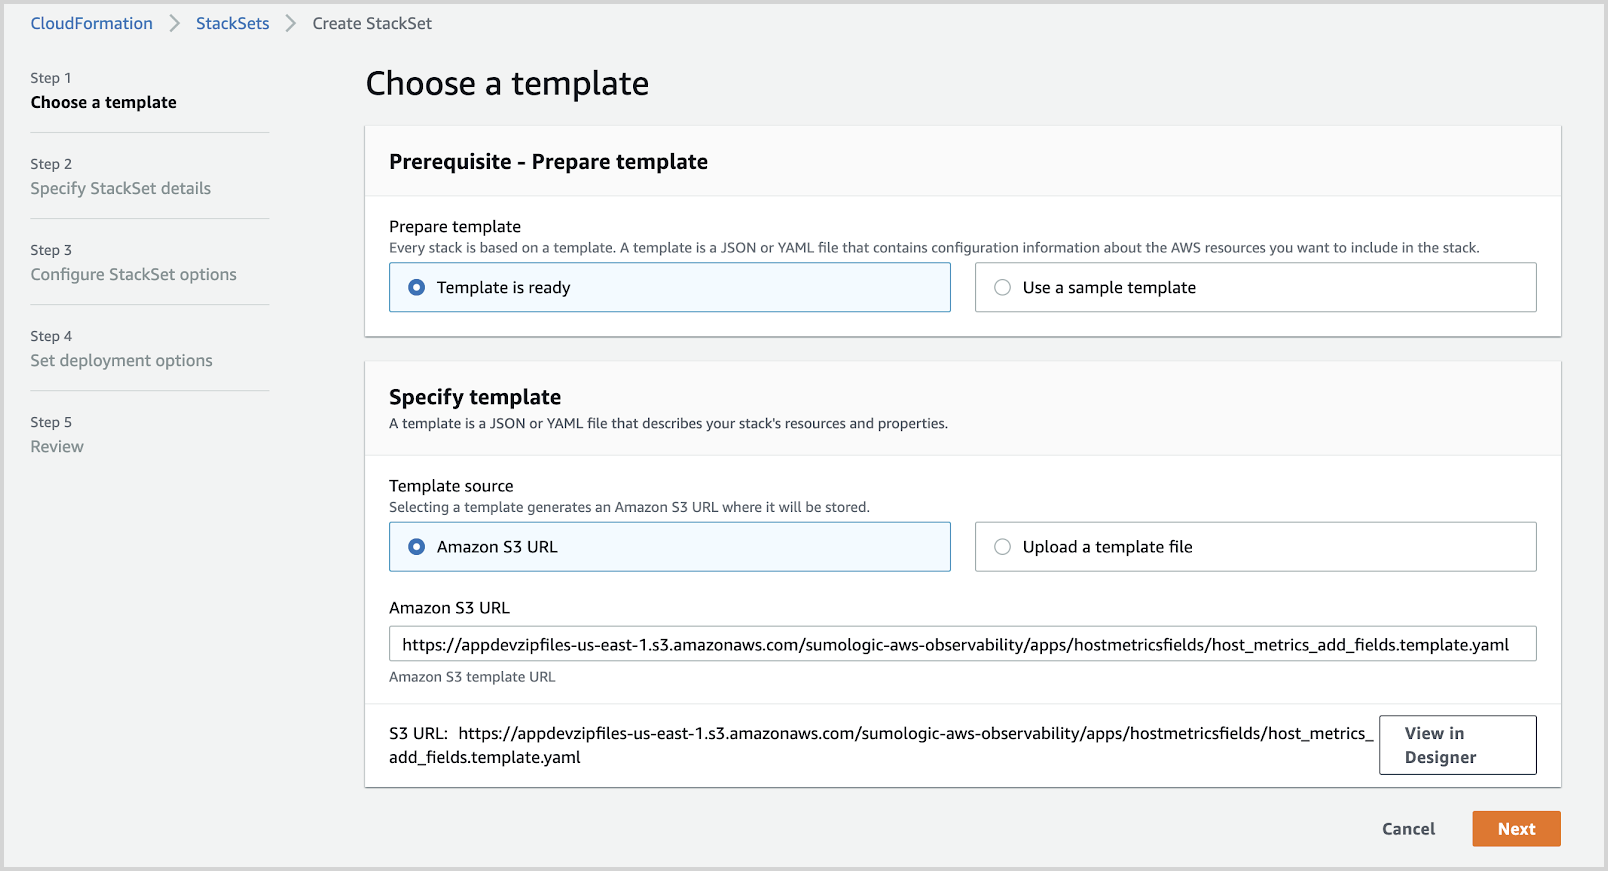 CloudFormation > StackSets > Create StackSet
Step 1
Choose a template
Step 2
Specify StackSet details
Step 3
Configure StackSet options
Step 4
Set deployment options
Step 5
Review
Choose a template
Prerequisite - Prepare template
Prepare template
Every stack is based on a template. A template is a JSON or YAML file that contains configuration information about the AWS resources you want to include in the stack.
Template is ready
Use a sample template
Specify template
A template is a JSON or YAML file that describes your stack's resources and properties.
Template source
Selecting a template generates an Amazon S3 URL where it will be stored.
Amazon S3 URL
Upload a template file
Amazon S3 URL
https://appdevzipfiles-us-east-1.s3.amazonaws.com/sumologic-aws-observability/apps/hostmetricsfields/host_metrics_add_fields.template.yaml
Amazon S3 template URL
S3 URL: https://appdevzipfiles-us-east-1.s3.amazonaws.com/sumologic-aws-observability/apps/hostmetricsfields/host_metrics_
add_fields.template.yaml
View in
Designer
Cancel
Next